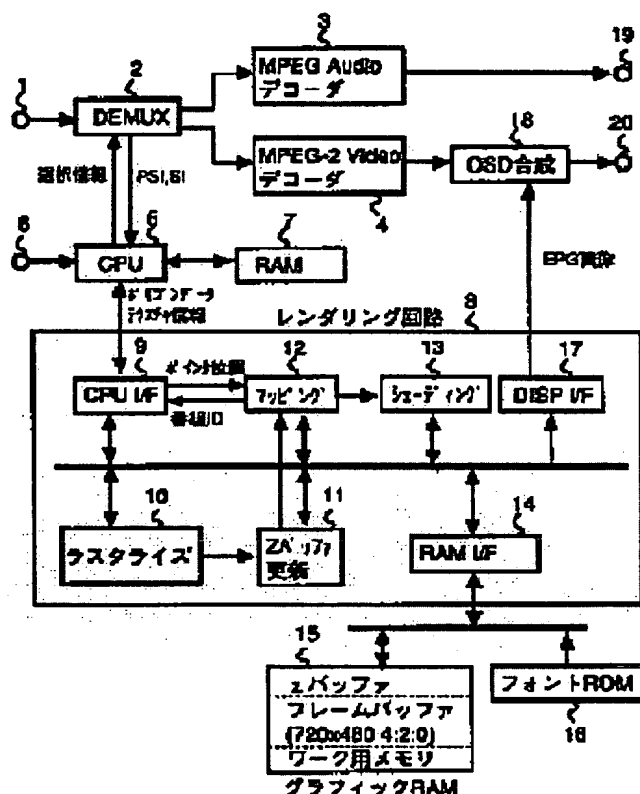 3
19
MPEG Audio
デコーダ
1
2
DEMUX
18
20
MPEG-2 Video
デコーダ
OSD合成
4
選択情報
PSI,SI
6
7
CPU
RAM
EPG画像
ポリゴンデータ
テクスチャ情報
レンダリング回路
8
9
ポイント位置
12
13
17
CPU I/F
マッピング
シェーディング
DISP I/F
番組ID
10
11
14
ラスタライズ
Zバッファ
更新
RAM I/F
15
zバッファ
フレームバッファ
(720x480 4:2:0)
ワーク用メモリ
グラフィックRAM
フォントROM
16